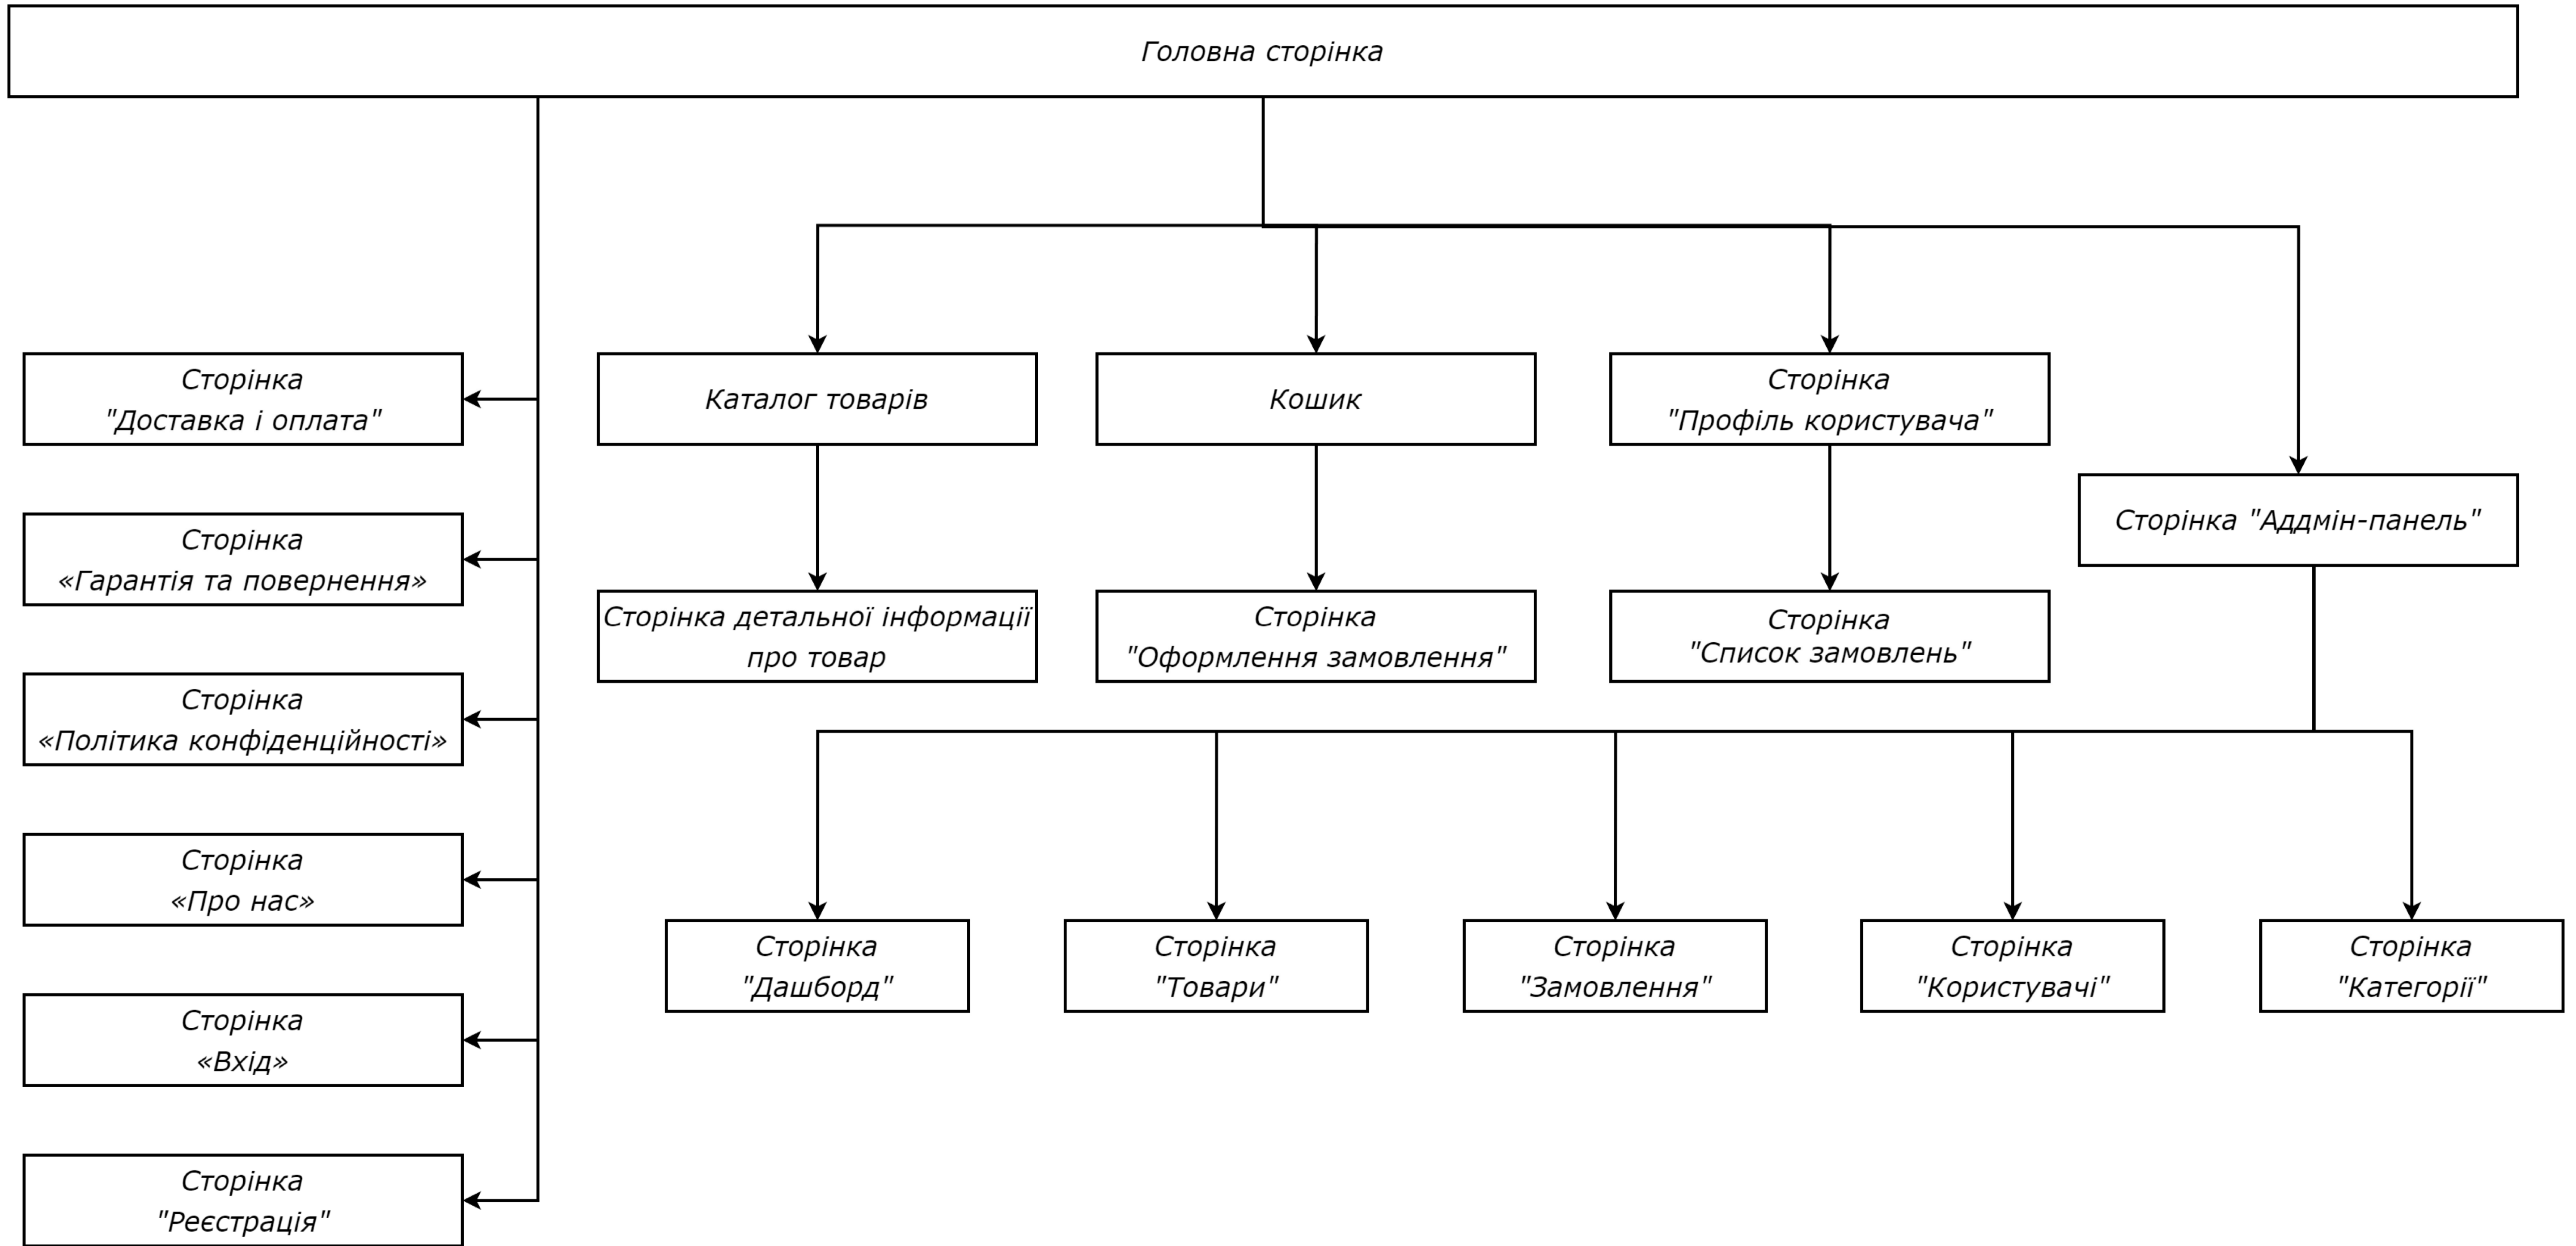 Головна сторінка
Сторінка
"Доставка і оплата"
Сторінка
«Гарантія та повернення»
Сторінка
«Політика конфіденційності»
Сторінка
«Про нас»
Сторінка
«Вхід»
Сторінка
"Реєстрація"
Каталог товарів
Кошик
Сторінка
"Профіль користувача"
Сторінка "Аддмін-панель"
Сторінка детальної інформації
про товар
Сторінка
"Оформлення замовлення"
Сторінка
"Список замовлень"
Сторінка
"Дашборд"
Сторінка
"Товари"
Сторінка
"Замовлення"
Сторінка
"Користувачі"
Сторінка
"Категорії"